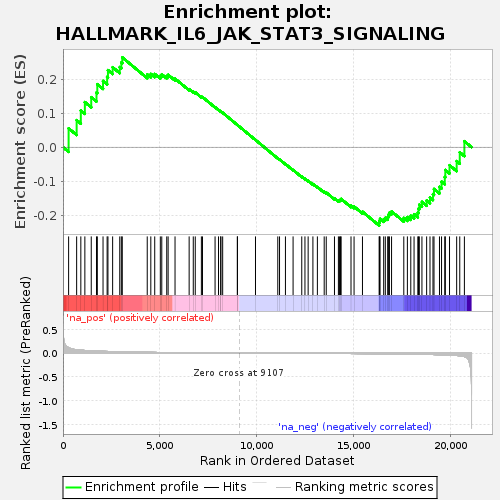 Enrichment plot:
HALLMARK_IL6_JAK_STAT3_SIGNALING
Enrichment score (ES)
0.2
0.1
0.0
-0.1
-0.2
Ranked list metric (PreRanked)
0.5
0.0
-0.5
-1.0
-1.5
'na_pos' (positively correlated)
Zero cross at 9107
'na_neg' (negatively correlated)
0
5,000
10,000
15,000
20,000
Rank in Ordered Dataset
Enrichment profile
Hits
Ranking metric scores